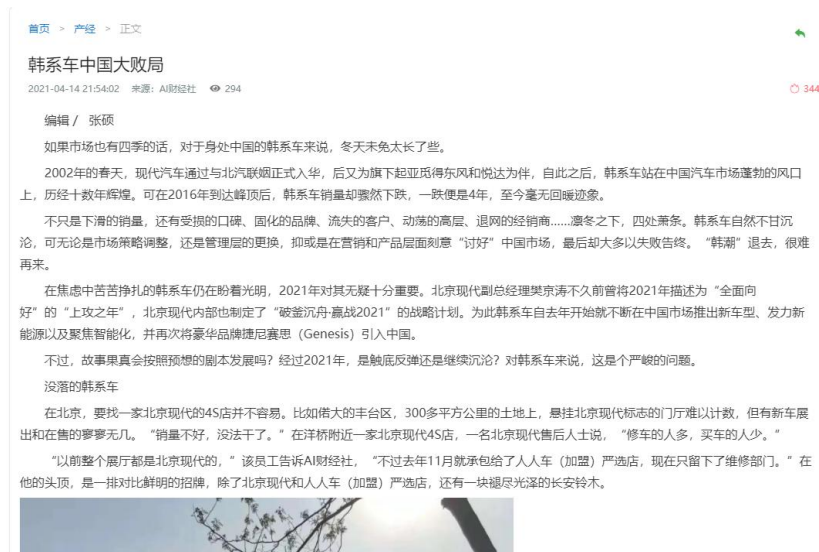 首页 > 产经 > 正文
韩系车中国大败局
2021-04-14 21:54:02 来源：AI财经社 294
344
编辑 / 张硕
如果市场也有四季的话，对于身处中国的韩系车来说，冬天未免太长了些。
2002年的春天，现代汽车通过与北汽联姻正式入华，后又为旗下起亚觅得东风和悦达为伴，自此之后，韩系车站在中国汽车市场蓬勃的风口
上，历经十数年辉煌。可在2016年到达峰顶后，韩系车销量却骤然下跌，一跌便是4年，至今毫无回暖迹象。
不只是下滑的销量，还有受损的口碑、固化的品牌、流失的客户、动荡的高层、退网的经销商……凛冬之下，四处萧条。韩系车自然不甘沉
沦，可无论是市场策略调整，还是管理层的更换，抑或是在营销和产品层面刻意“讨好”中国市场，最后却大多以失败告终。“韩潮”退去，很难
再来。
在焦虑中苦苦挣扎的韩系车仍在盼着光明，2021年对其无疑十分重要。北京现代副总经理樊京涛不久前曾将2021年描述为“全面向
好”的“上攻之年”，北京现代内部也制定了“破釜沉舟·赢战2021”的战略计划。为此韩系车自去年开始就不断在中国市场推出新车型、发力新
能源以及聚焦智能化，并再次将豪华品牌捷尼赛思（Genesis）引入中国。
不过，故事果真会按照预想的剧本发展吗？经过2021年，是触底反弹还是继续沉沦？对韩系车来说，这是个严峻的问题。
没落的韩系车
在北京，要找一家北京现代的4S店并不容易。比如偌大的丰台区，300多平方公里的土地上，悬挂北京现代标志的门厅难以计数，但有新车展
出和在售的寥寥无几。“销量不好，没法干了。”在洋桥附近一家北京现代4S店，一名北京现代售后人士说，“修车的人多，买车的人少。”
“以前整个展厅都是北京现代的，”该员工告诉AI财经社，“不过去年11月就承包给了人人车（加盟）严选店，现在只留下了维修部门。”在
他的头顶，是一排对比鲜明的招牌，除了北京现代和人人车（加盟）严选店，还有一块褪尽光泽的长安铃木。